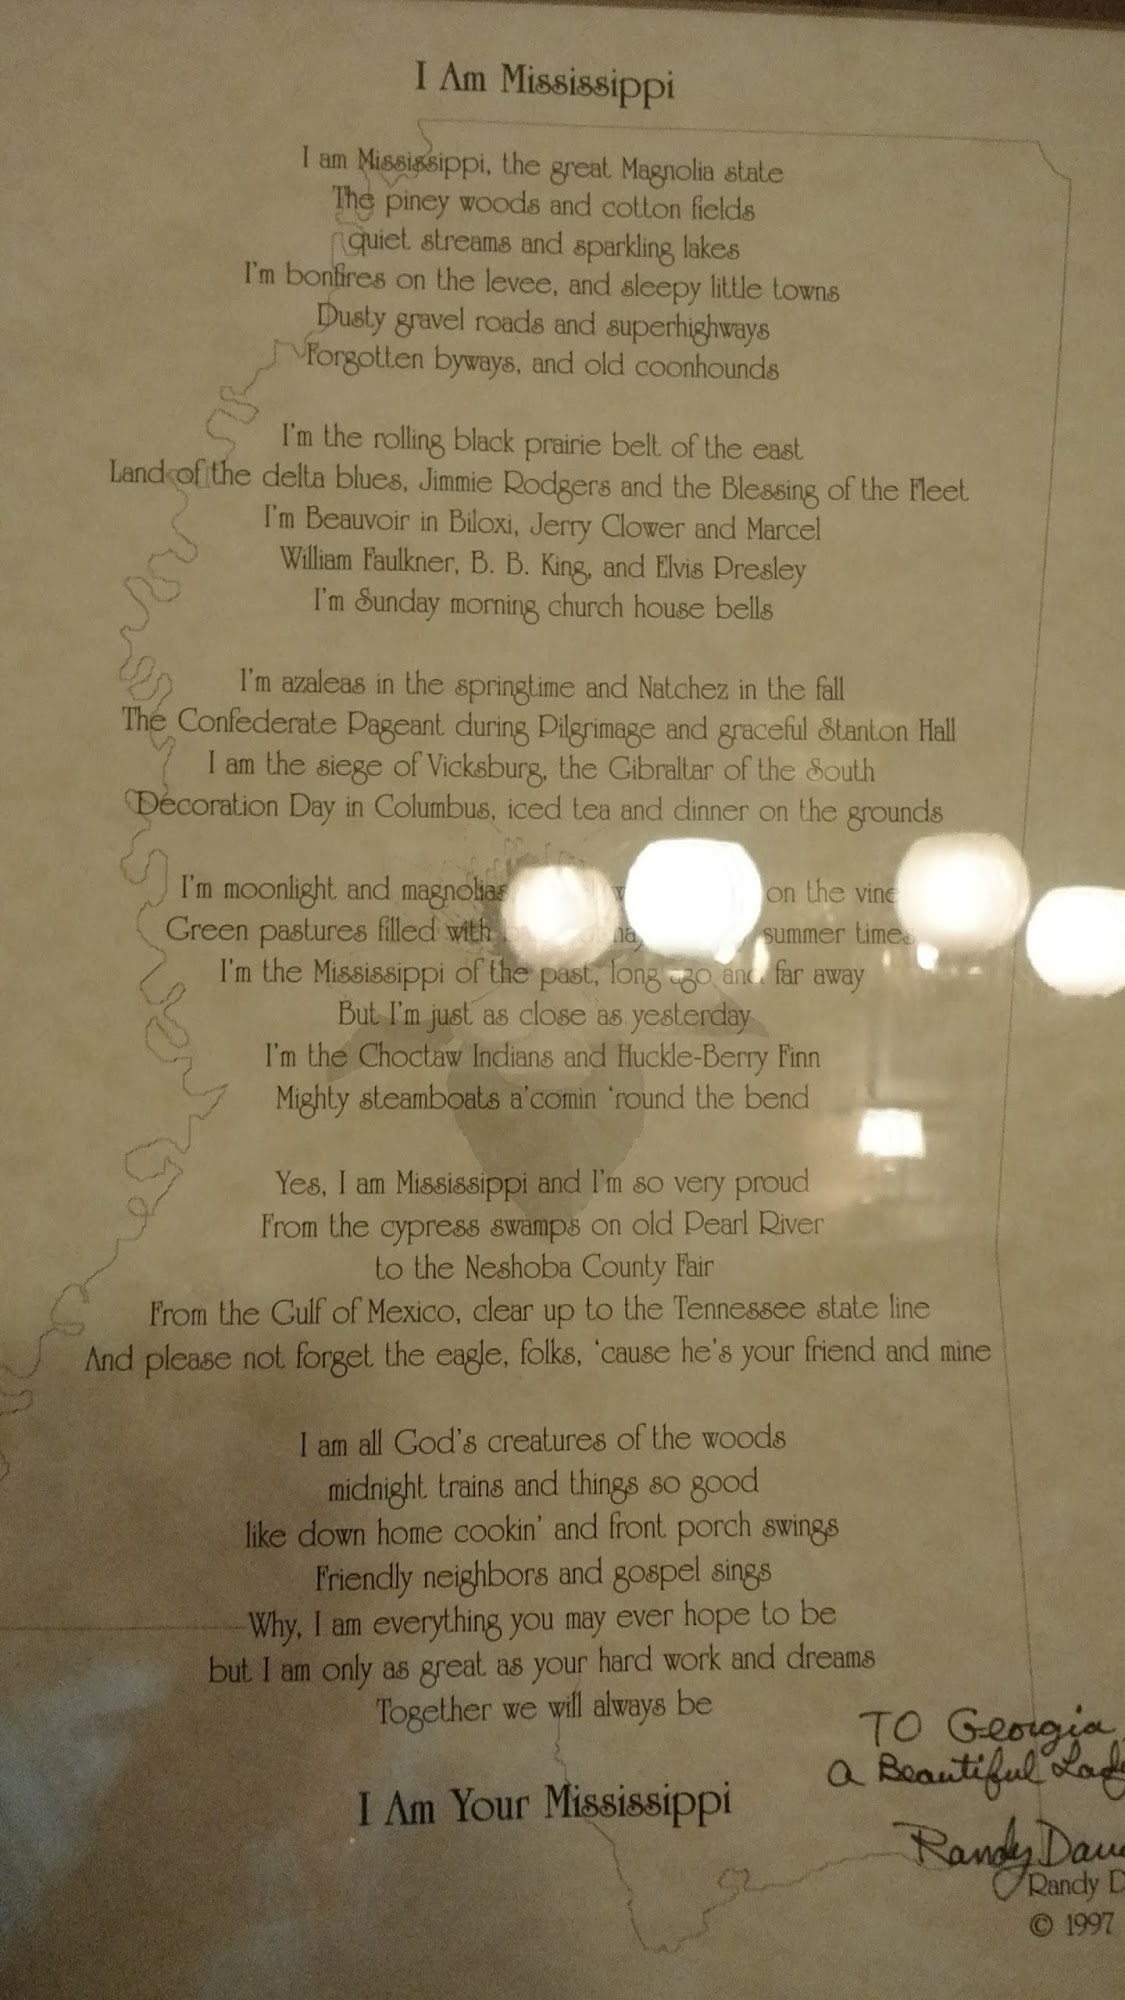 I Am Mississippi
I am Mississippi, the great Magnolia state
The piney woods and cotton fields
quiet streams and sparkling lakes
I'm bonfires on the levee, and sleepy little towns
Dusty gravel roads and superhighways
Forgotten byways, and old coonhounds
I'm the rolling black prairie belt of the east
Land of the delta blues, Jimmie Rodgers and the Blessing of the Fleet
I'm Beauvoir in Biloxi, Jerry Clower and Marcel
William Faulkner, B. B. King, and Elvis Presley
I'm Sunday morning church house bells
I'm azaleas in the springtime and Natchez in the fall
The Confederate Pageant during Pilgrimage and graceful Stanton Hall
I am the siege of Vicksburg, the Gibraltar of the South
Decoration Day in Columbus, iced tea and dinner on the grounds
I'm moonlight and magnolias on the vine
Green pastures filled with summer times
I'm the Mississippi of the past, long ago and far away
But I'm just as close as yesterday
I'm the Choctaw Indians and Huckle-Berry Finn
Mighty steamboats a'comin 'round the bend
Yes, I am Mississippi and I'm so very proud
From the cypress swamps on old Pearl River
to the Neshoba County Fair
From the Gulf of Mexico, clear up to the Tennessee state line
And please not forget the eagle, folks, 'cause he's your friend and mine
I am all God's creatures of the woods
midnight trains and things so good
like down home cookin' and front porch swings
Friendly neighbors and gospel sings
Why, I am everything you may ever hope to be
but I am only as great as your hard work and dreams
Together we will always be
I Am Your Mississippi
TO Georgia
A Beautiful
Randy
Randy
© 1997